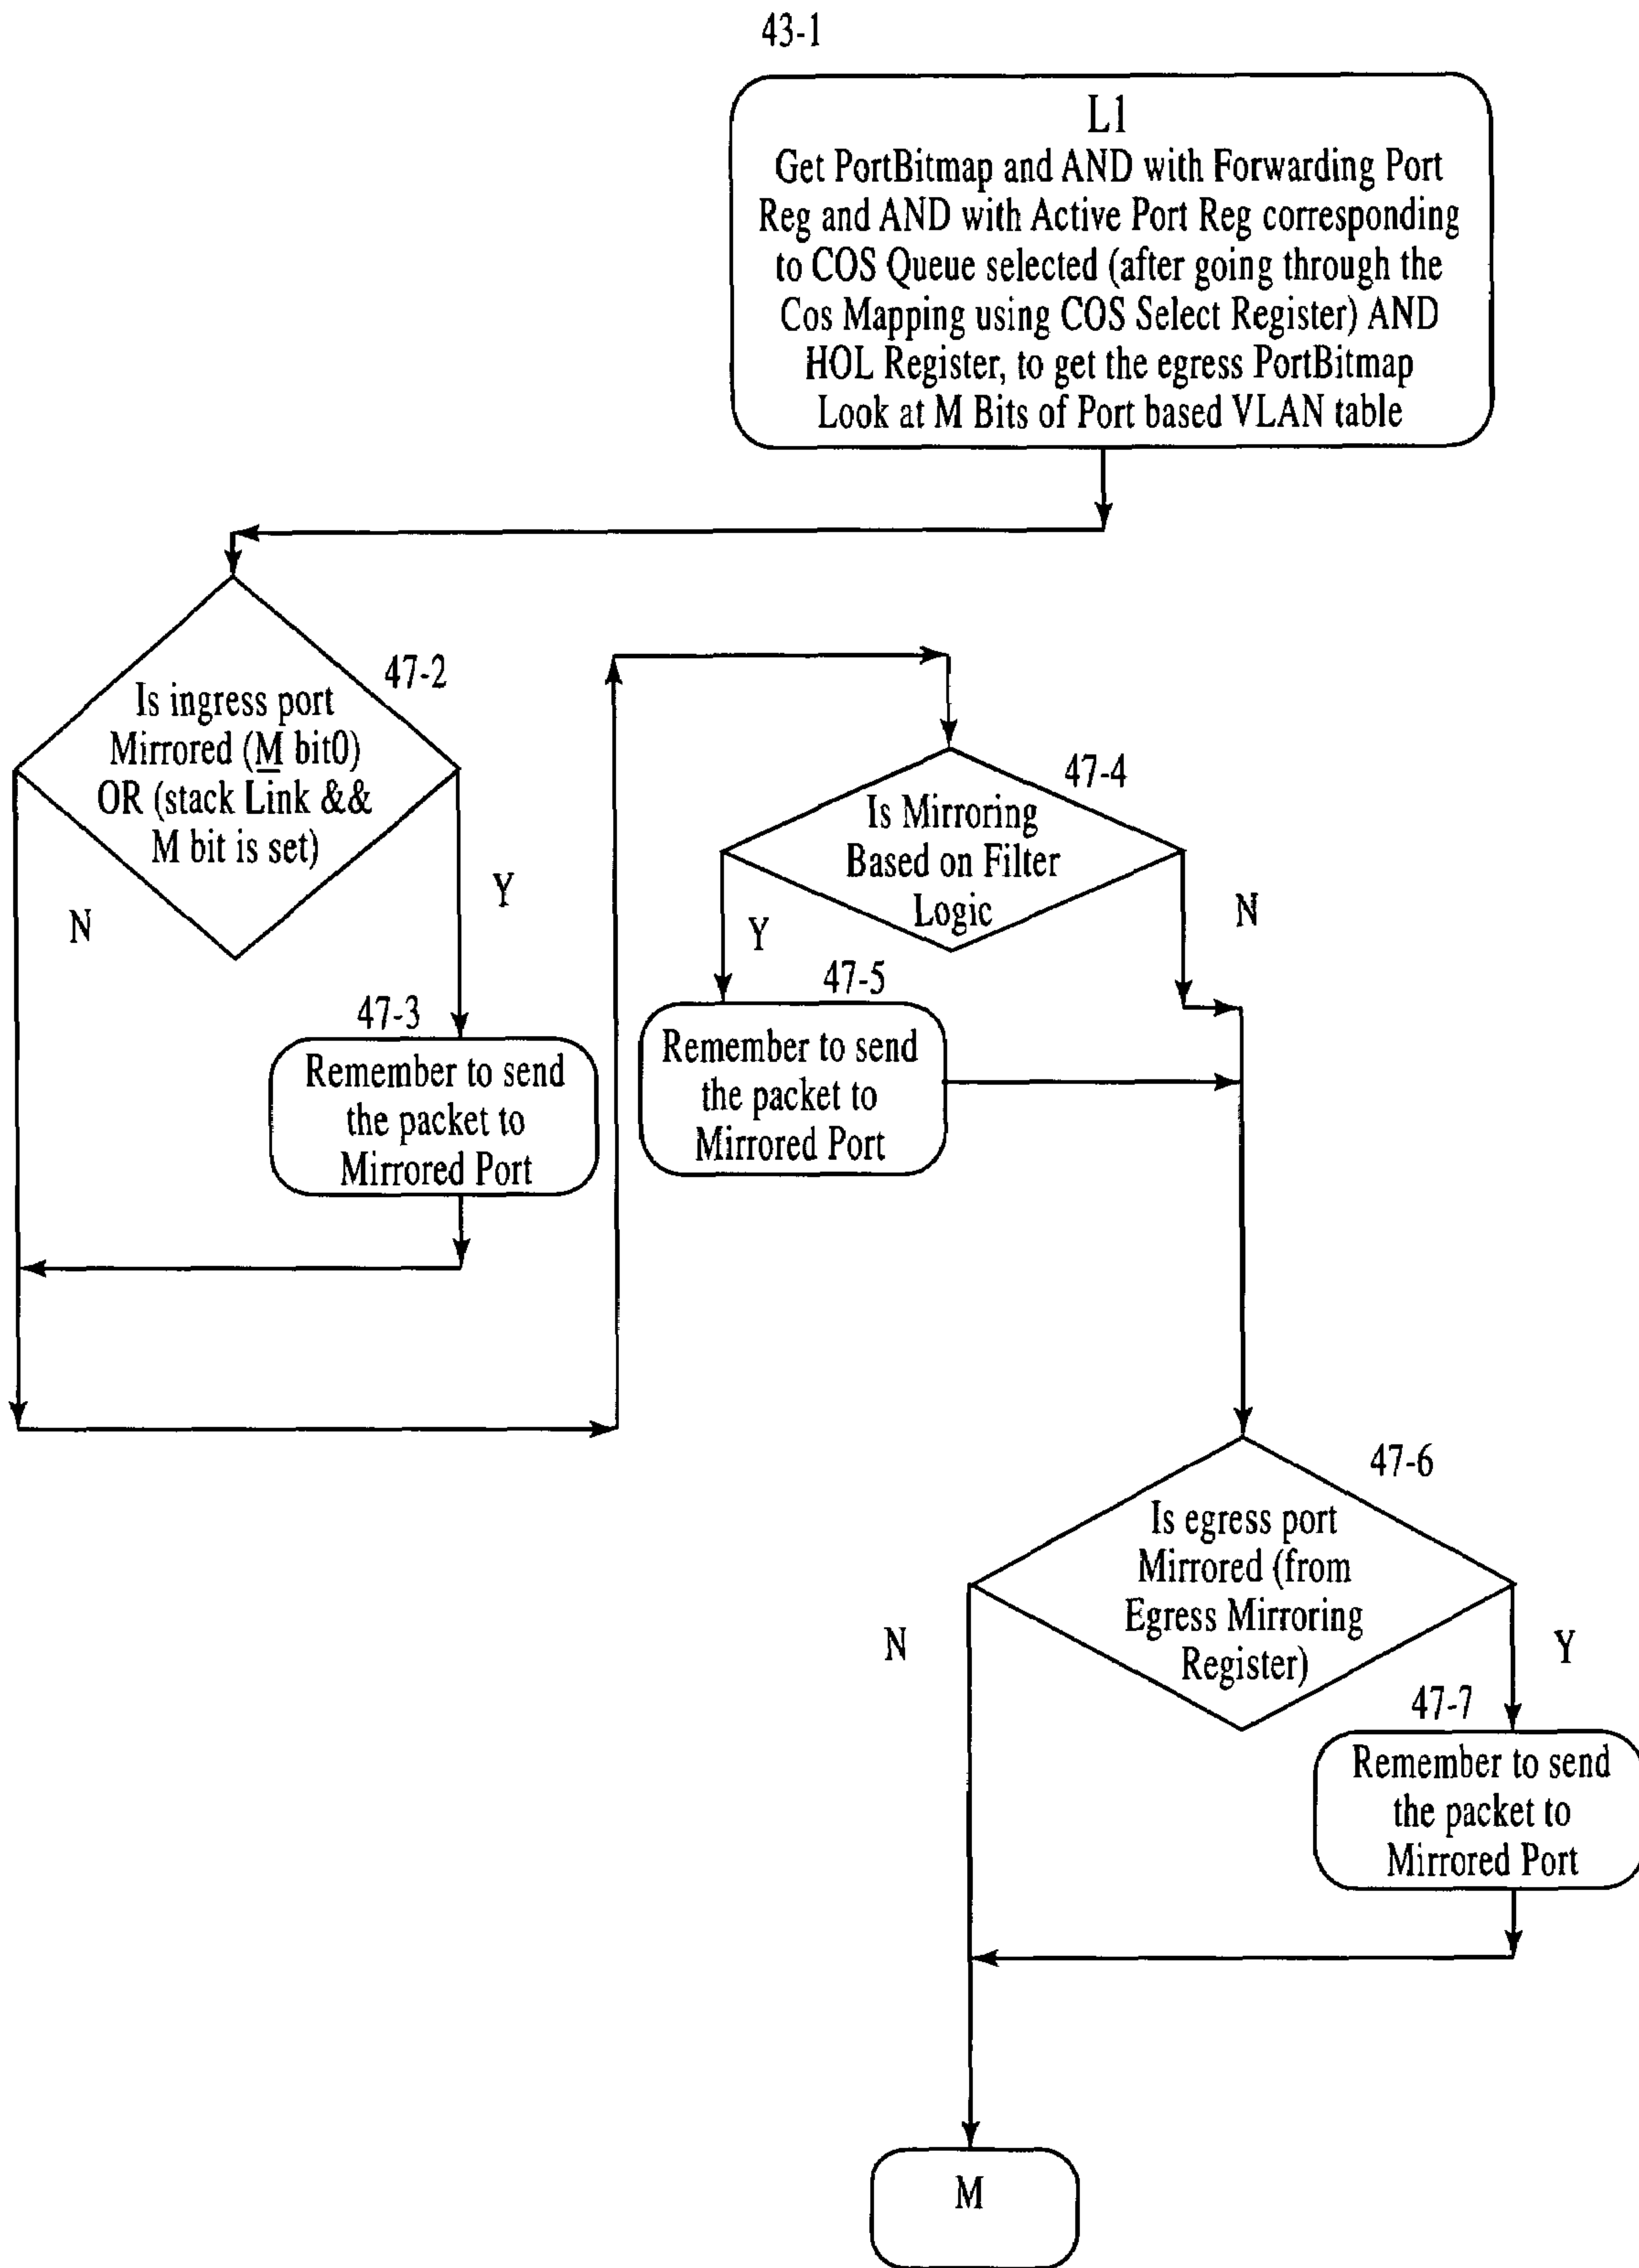 43-1
L1
Get PortBitmap and AND with Forwarding Port
Reg and AND with Active Port Reg corresponding
to COS Queue selected (after going through the
Cos Mapping using COS Select Register) AND
HOL Register, to get the egress PortBitmap
Look at M Bits of Port based VLAN table
47-2
Is ingress port
Mirrored (M bit0)
OR (stack Link &&
M bit is set)
N
Y
47-3
Remember to send
the packet to
Mirrored Port
47-4
Is Mirroring
Based on Filter
Logic
Y
N
47-5
Remember to send
the packet to
Mirrored Port
47-6
Is egress port
Mirrored (from
Egress Mirroring
Register)
N
Y
47-7
Remember to send
the packet to
Mirrored Port
M